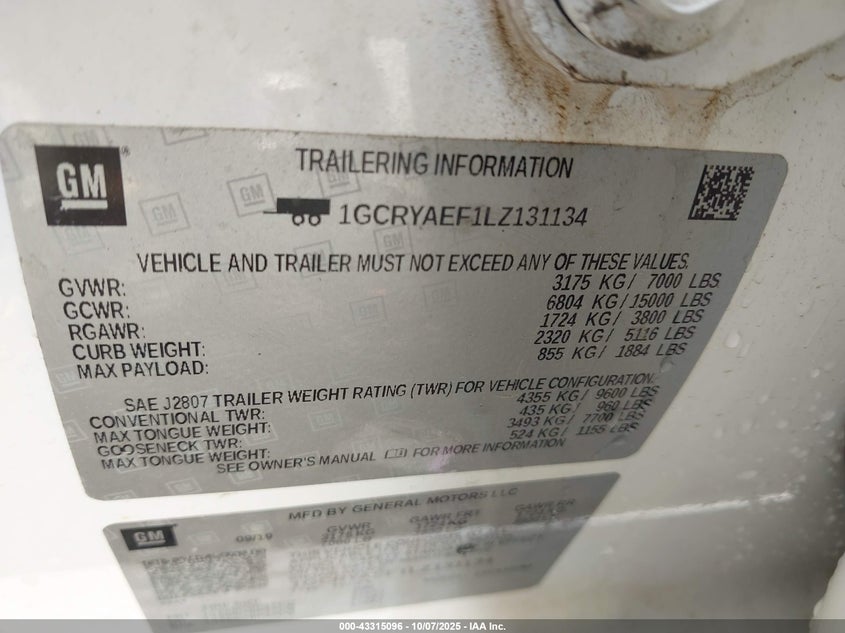 GM
TRAILERING INFORMATION
1GCRYAEF1LZ131134
VEHICLE AND TRAILER MUST NOT EXCEED ANY OF THESE VALUES.
GVWR: 3175 KG/ 7000 LBS
GCWR: 6804 KG/15000 LBS
RGAWR: 1724 KG/ 3800 LBS
CURB WEIGHT: 2320 KG/ 5116 LBS
MAX PAYLOAD: 855 KG/ 1884 LBS
SAE J2807 TRAILER WEIGHT RATING (TWR) FOR VEHICLE CONFIGURATION.
CONVENTIONAL TWR: 4355 KG/ 9600 LBS
MAX TONGUE WEIGHT: 435 KG/ 960 LBS
GOOSENECK TWR: 3493 KG/ 7700 LBS
MAX TONGUE WEIGHT: 524 KG/ 1155 LBS
SEE OWNER'S MANUAL FOR MORE INFORMATION
GM
MFD BY GENERAL MOTORS LLC
09/19 GVWR GAWR FRT GAWR RR
000-43315096 - 10/07/2025 - IAA Inc.